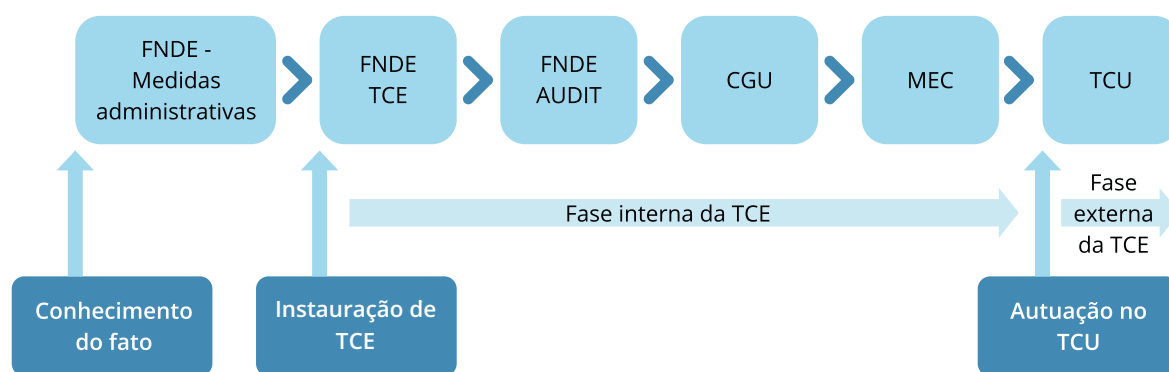 FNDE -
Medidas
administrativas
FNDE
TCE
FNDE
AUDIT
CGU
MEC
TCU
Fase interna da TCE
Fase
externa
da TCE
Conhecimento
do fato
Instauração de
TCE
Autuação no
TCU